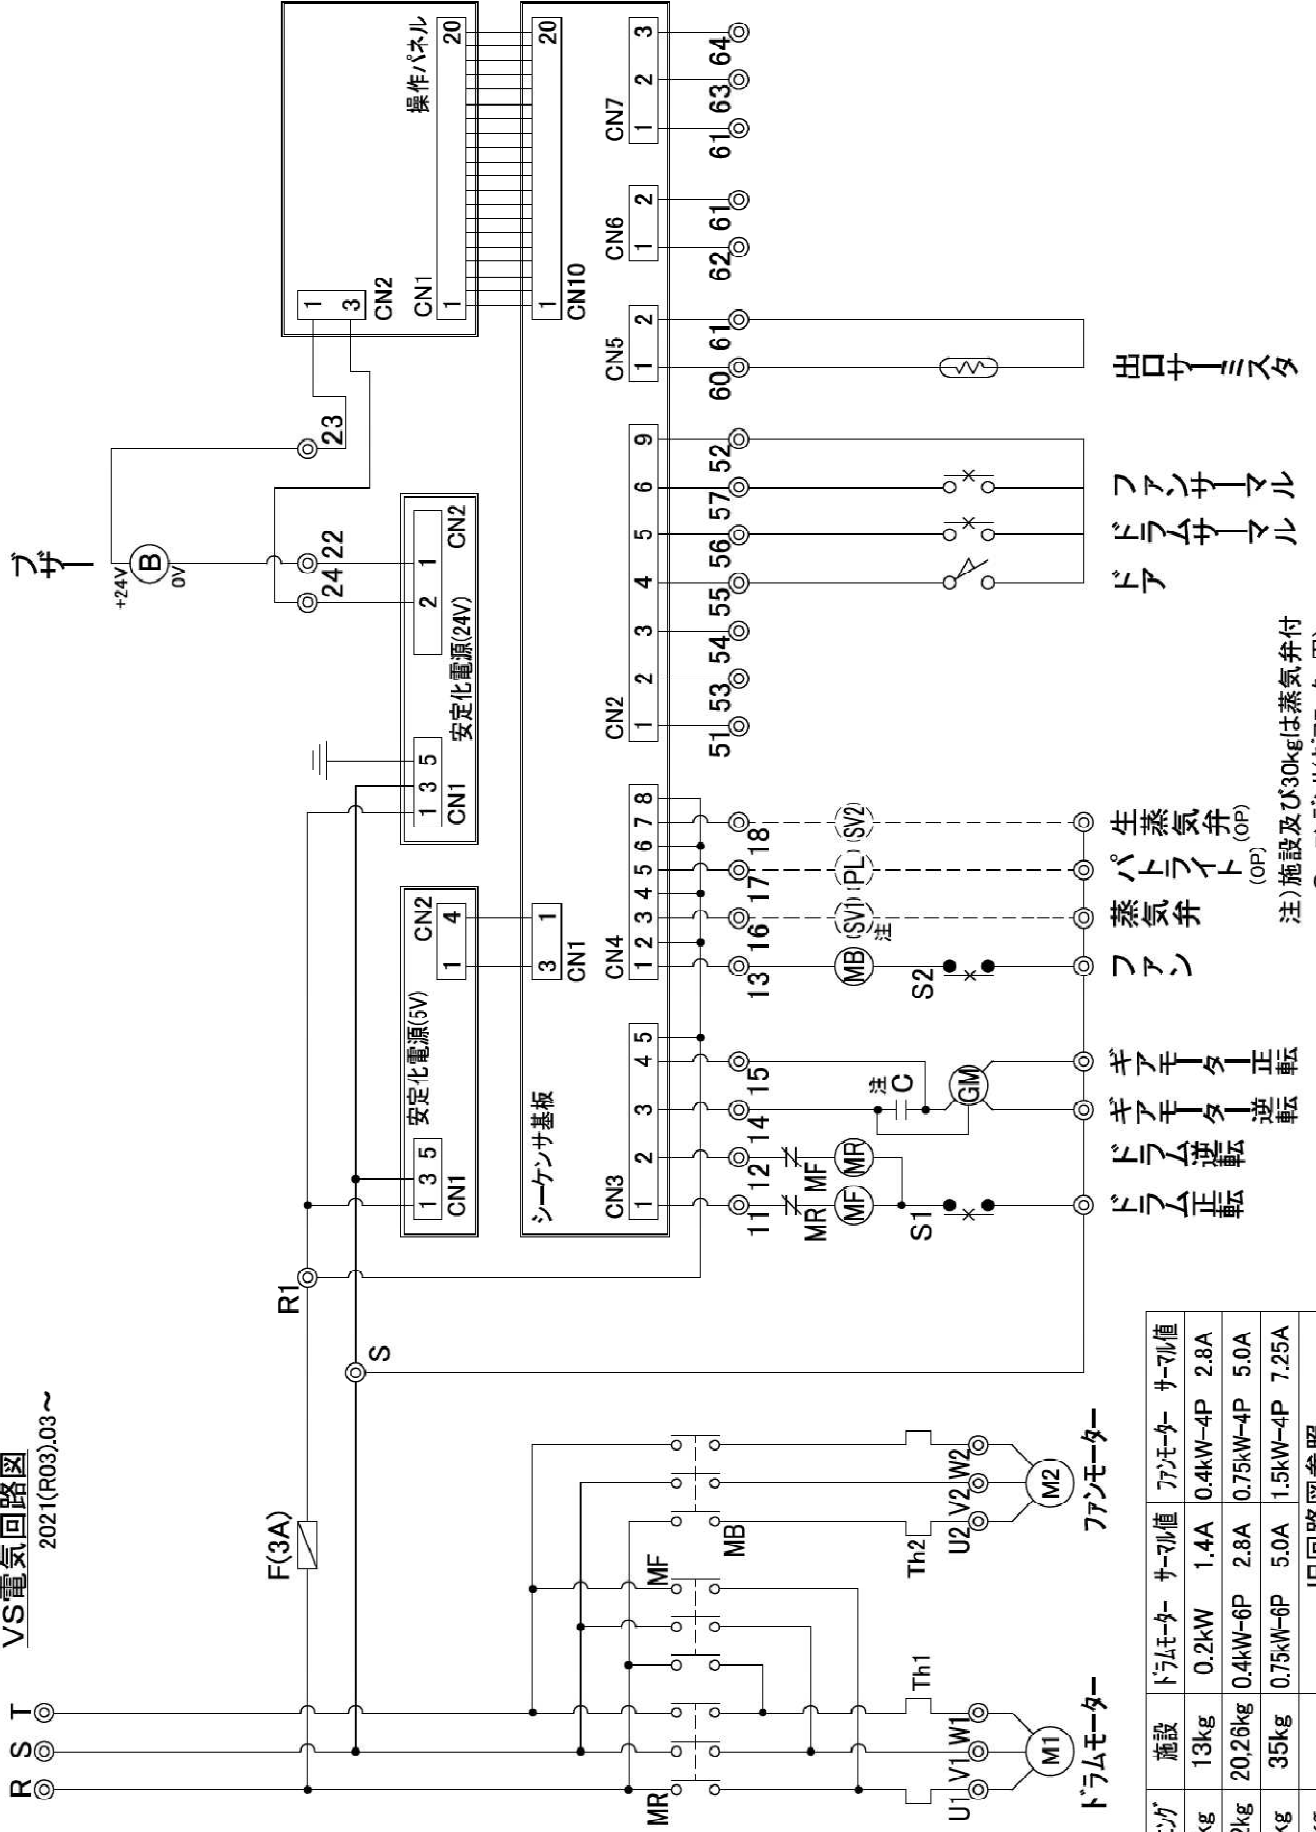 VS電気回路図
2021(R03).03～
R S T
F(3A)
R1
S
ブザー
+24V
B
0V
23
22
24
操作パネル
1
3
CN2
CN1
1
20
1
20
CN10
安定化電源(24V)
2 1
CN2
1 3 5
CN1
安定化電源(5V)
1 3 5
CN1
CN2
1 4
3 1
CN1
シーケンサ基板
CN3
1 2 3 4 5
CN4
1 2 3 4 5 6 7 8
CN2
1 2 3 4 5 6 9
CN5
1 2
CN6
1 2
CN7
1 2 3
11 12 14 15
13 16 17 18
51 53 54 55 56 57 52
60 61
62 61
61 63 64
MR MF
MF MR
S1
注
C
GM
MB
S2
SV1
注
PL
SV2
ドラム正転
ドラム逆転
ギアモーター逆転
ギアモーター正転
ファン
蒸気弁
パトライト
(OP)
生蒸気弁
(OP)
ドア
ドラムサーマル
ファンサーマル
出口サーミスタ
注)施設及び30kgは蒸気弁付
MR
MF
MB
Th1
Th2
U1 V1 W1
U2 V2 W2
M1
M2
ドラムモーター
ファンモーター
施設 ドラムモーター サーマル値 ファンモーター サーマル値
kg 13kg 0.2kW 1.4A 0.4kW-4P 2.8A
2kg 20,26kg 0.4kW-6P 2.8A 0.75kW-4P 5.0A
kg 35kg 0.75kW-6P 5.0A 1.5kW-4P 7.25A
旧回路図参照